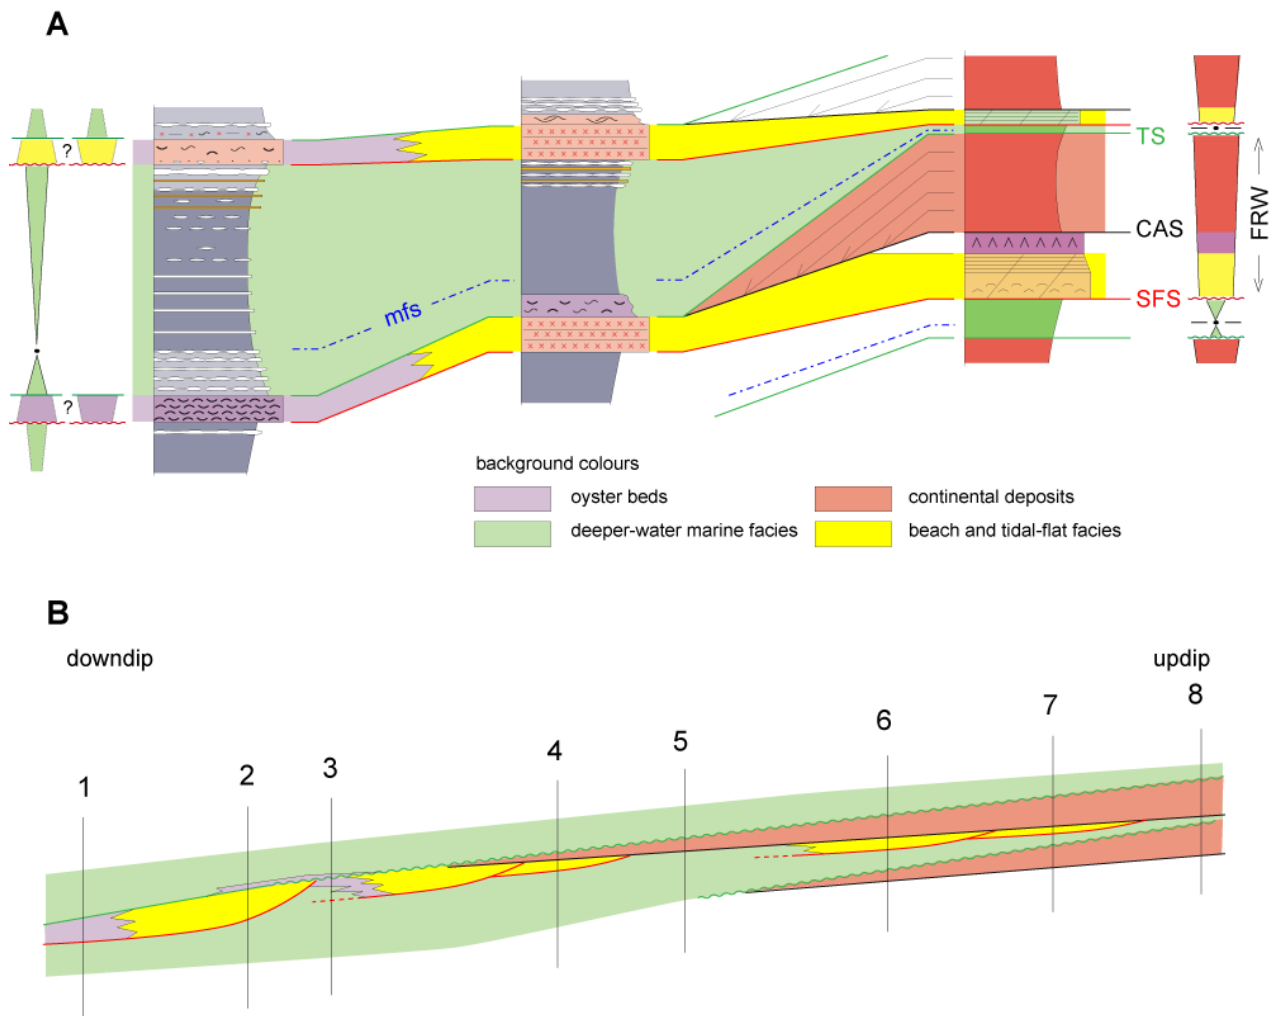 A
?
?
mfs
TS
CAS
SFS
FRW
background colours
oyster beds
continental deposits
deeper-water marine facies
beach and tidal-flat facies
B
downdip
updip
1
2
3
4
5
6
7
8